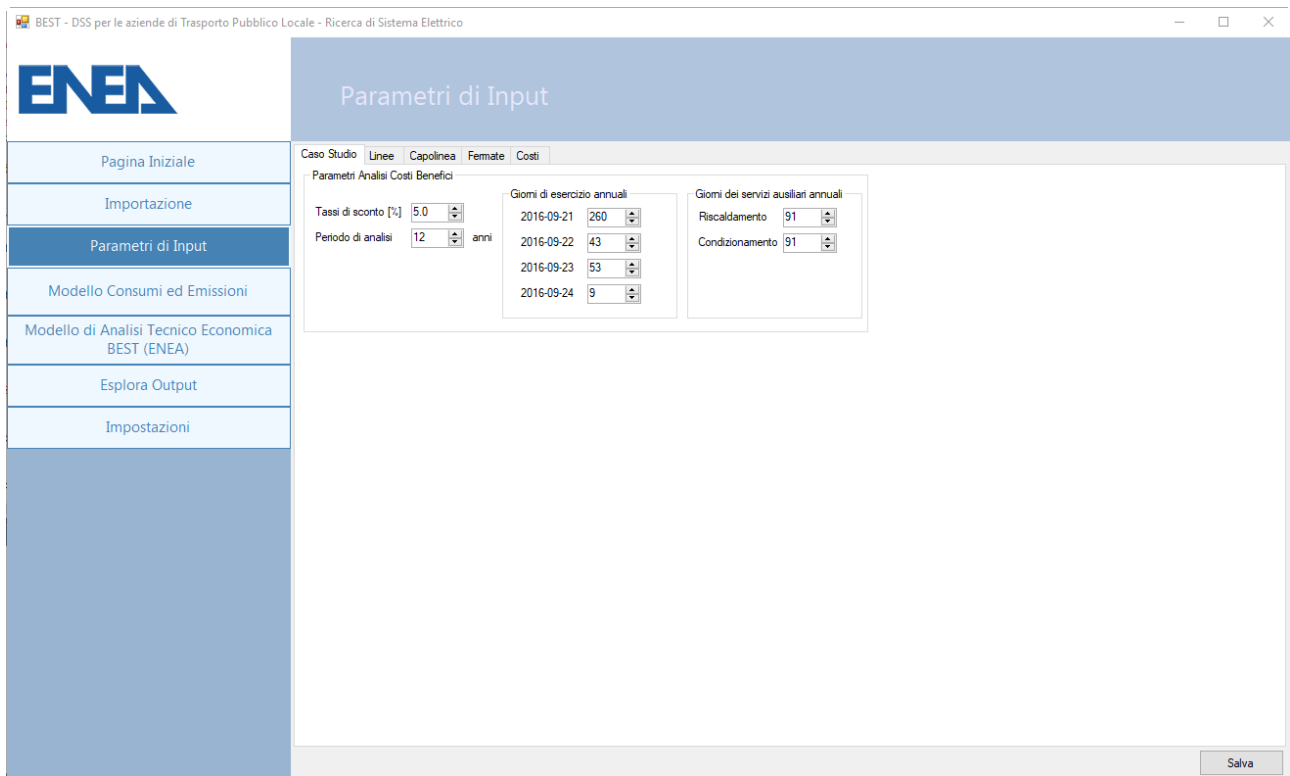 BEST - DSS per le aziende di Trasporto Pubblico Locale - Ricerca di Sistema Elettrico
ENEA
Parametri di Input
Pagina Iniziale
Importazione
Parametri di Input
Modello Consumi ed Emissioni
Modello di Analisi Tecnico Economica
BEST (ENEA)
Esplora Output
Impostazioni
Caso Studio Linee Capolinea Fermate Costi
Parametri Analisi Costi Benefici
Tassi di sconto [%] 5.0
Periodo di analisi 12 anni
Giorni di esercizio annuali
2016-09-21 260
2016-09-22 43
2016-09-23 53
2016-09-24 9
Giorni dei servizi ausiliari annuali
Riscaldamento 91
Condizionamento 91
Salva